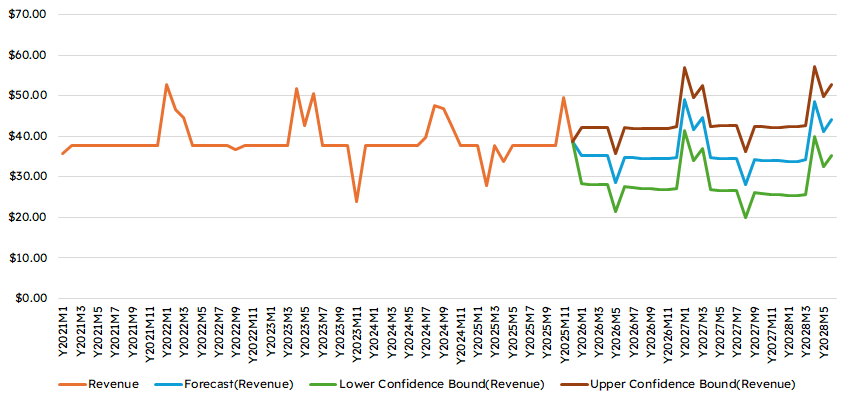 $70.00
$60.00
$50.00
$40.00
$30.00
$20.00
$10.00
$0.00
Y2021M1
Y2021M3
Y2021M5
Y2021M7
Y2021M9
Y2021M11
Y2022M1
Y2022M3
Y2022M5
Y2022M7
Y2022M9
Y2022M11
Y2023M1
Y2023M3
Y2023M5
Y2023M7
Y2023M9
Y2023M11
Y2024M1
Y2024M3
Y2024M5
Y2024M7
Y2024M9
Y2024M11
Y2025M1
Y2025M3
Y2025M5
Y2025M7
Y2025M9
Y2025M11
Y2026M1
Y2026M3
Y2026M5
Y2026M7
Y2026M9
Y2026M11
Y2027M1
Y2027M3
Y2027M5
Y2027M7
Y2027M9
Y2027M11
Y2028M1
Y2028M3
Y2028M5
Revenue
Forecast(Revenue)
Lower Confidence Bound(Revenue)
Upper Confidence Bound(Revenue)